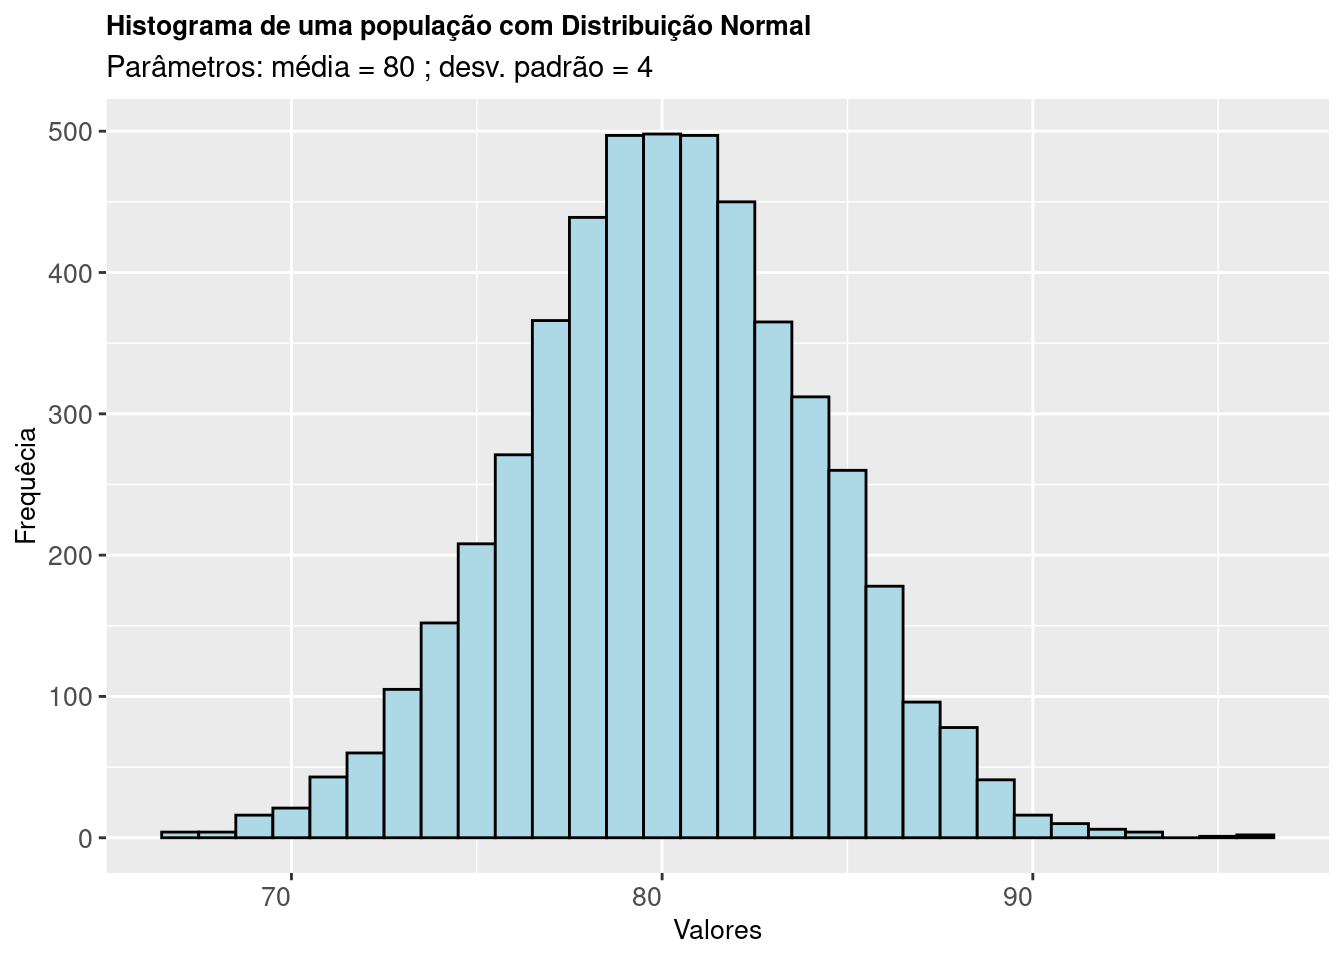 Histograma de uma população com Distribuição Normal
Parâmetros: média = 80 ; desv. padrão = 4
500
400
300
200
100
0
Frequêcia
70 80 90
Valores